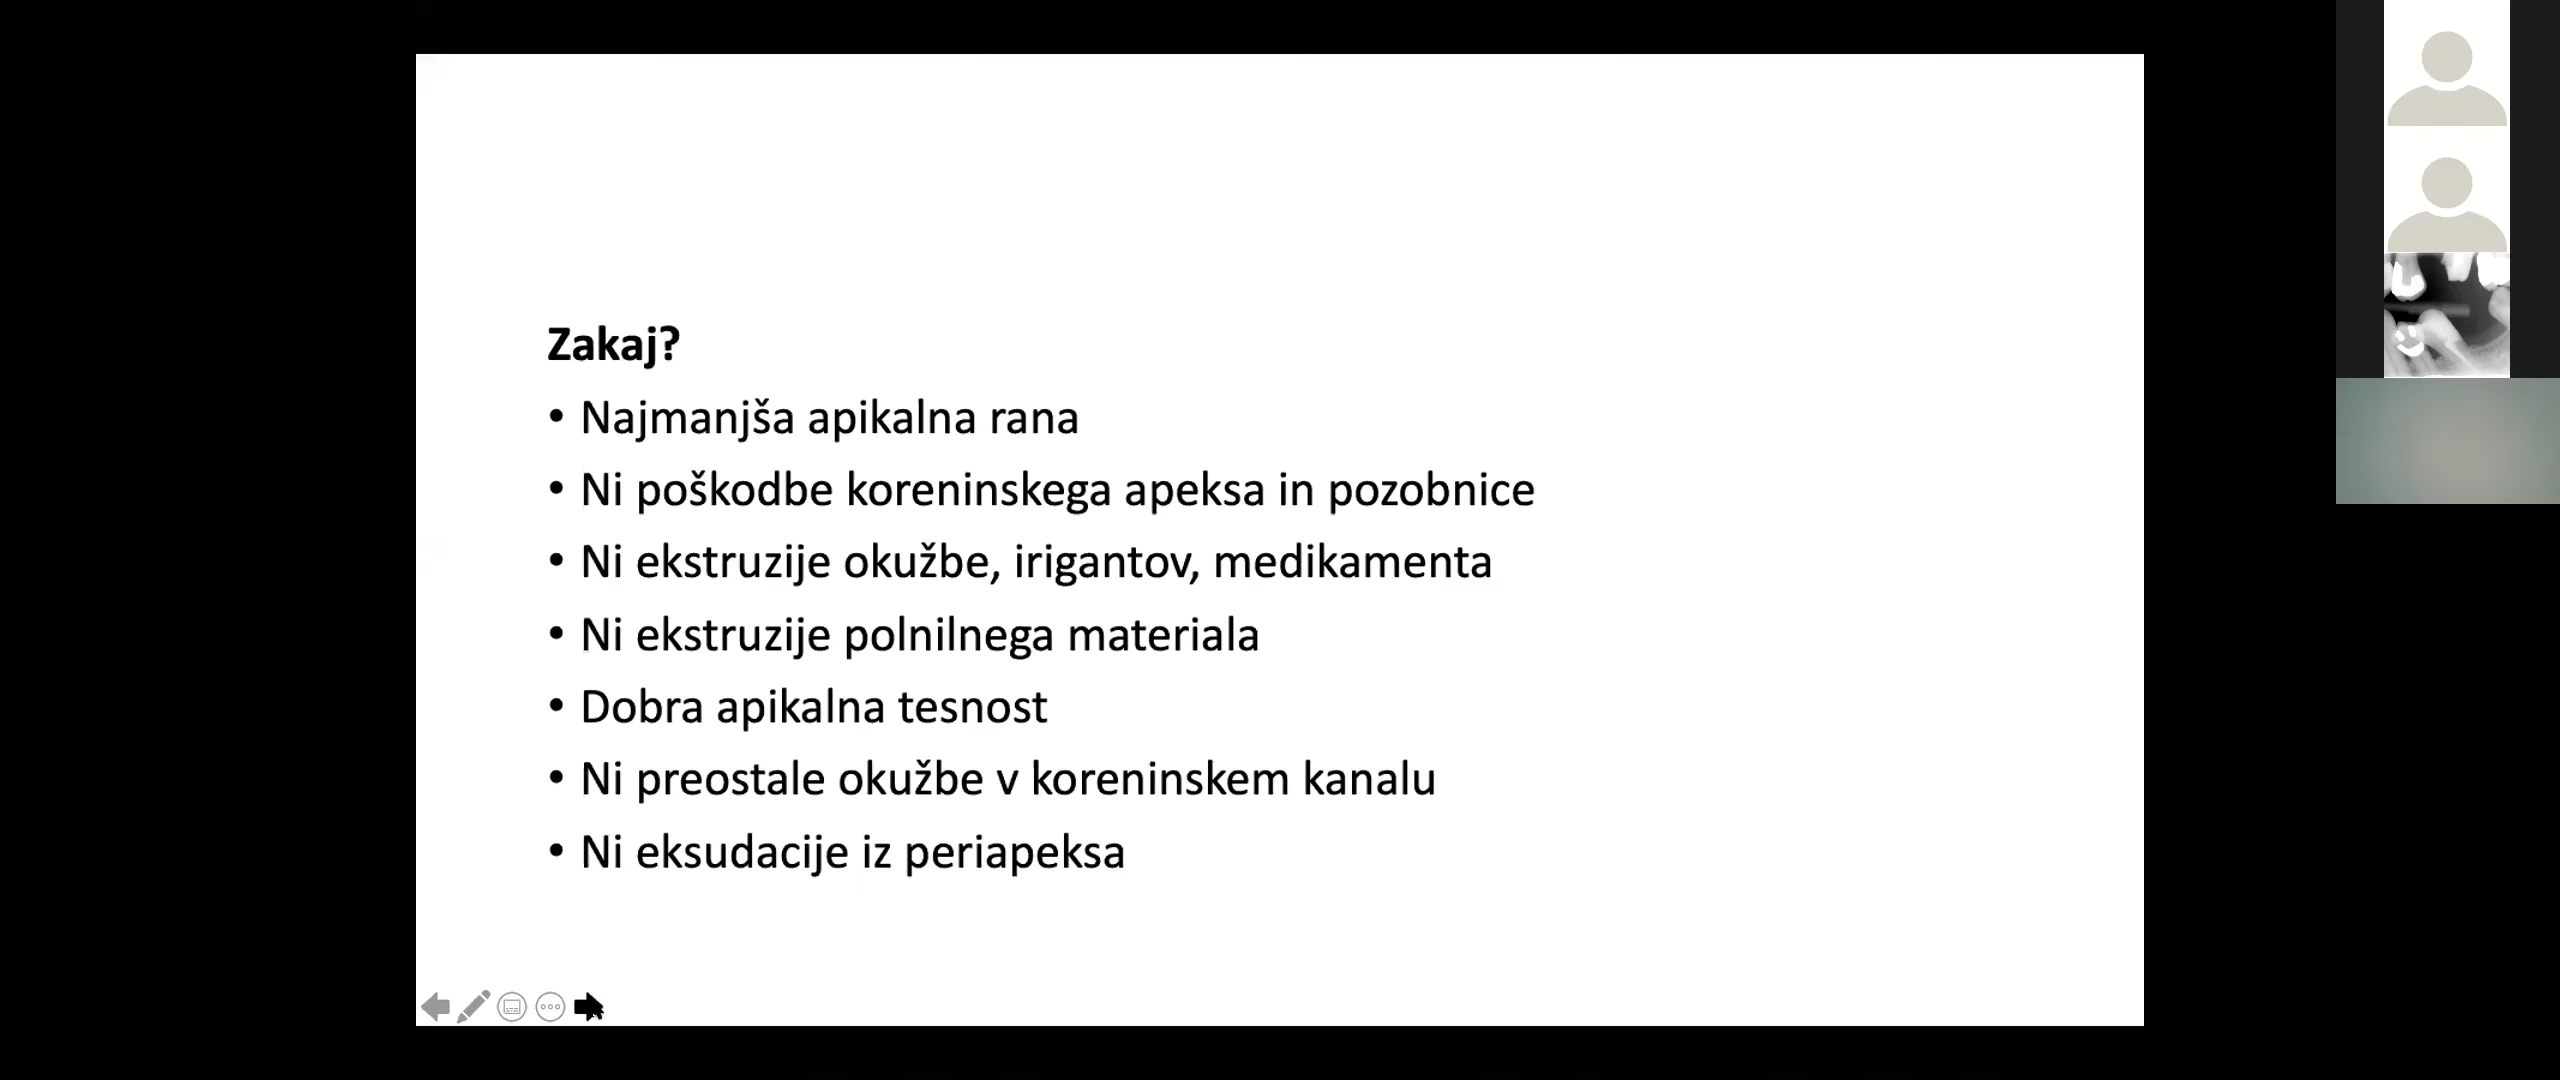 Zakaj?
• Najmanjša apikalna rana
• Ni poškodbe koreninskega apeksa in pozobnice
• Ni ekstruzije okužbe, irigantov, medikamenta
• Ni ekstruzije polnilnega materiala
• Dobra apikalna tesnost
• Ni preostale okužbe v koreninskem kanalu
• Ni eksudacije iz periapeksa